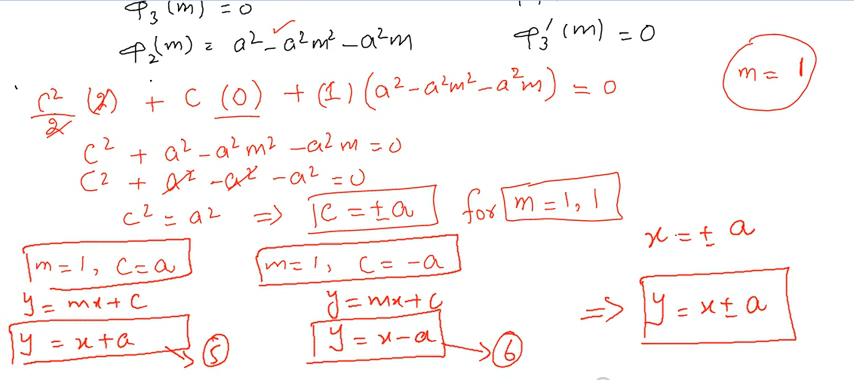 φ₃(m) = 0
φ₂(m) = a² - a²m² - a²m    φ₃′(m) = 0
m = 1
c²/2 (2) + c (0) + (1) (a² - a²m² - a²m) = 0
c² + a² - a²m² - a²m = 0
c² + a² - a² - a² = 0
c² = a² => c = ± a for m = 1, 1
x = ± a
m = 1, c = a    m = 1, c = -a
y = mx + c    y = mx + c    => y = x ± a
y = x + a → ⑤    y = x - a → ⑥